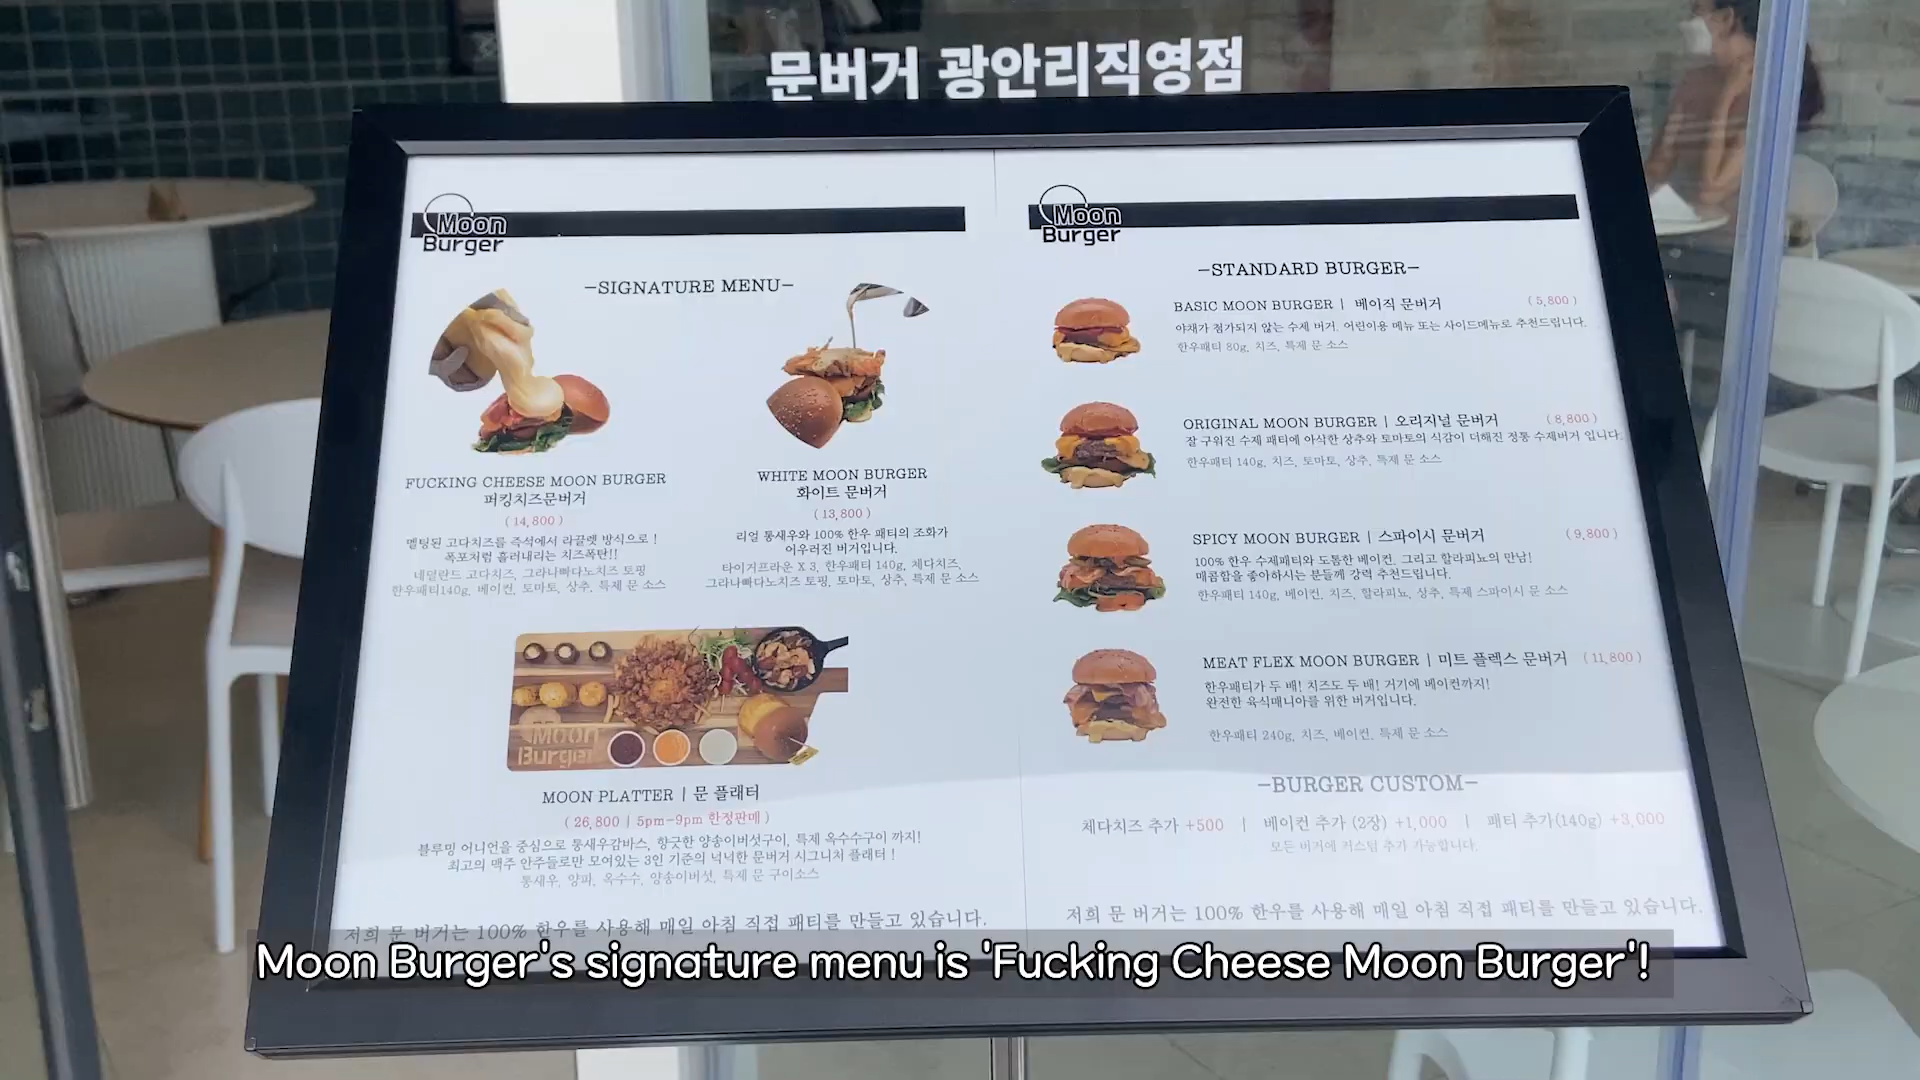 문버거 광안리직영점
Moon
Burger
-SIGNATURE MENU-
FUCKING CHEESE MOON BURGER
퍼킹치즈문버거
(14,800)
멜팅된 고다치즈를 즉석에서 라끌렛 방식으로!
폭포처럼 흘러내리는 치즈폭탄!!
네덜란드 고다치즈, 그라나빠다노치즈 토핑
한우패티140g, 베이컨, 토마토, 상추, 특제 문 소스
WHITE MOON BURGER
화이트 문버거
(13,800)
리얼 통새우와 100% 한우 패티의 조화가
어우러진 버거입니다.
타이거프라운 X 3, 한우패티 140g, 체다치즈,
그라나빠다노치즈 토핑, 토마토, 상추, 특제 문 소스
Moon
Burger
MOON PLATTER | 문 플래터
(26,800 | 5pm-9pm 한정판매)
블루밍 어니언을 중심으로 통새우감바스, 향긋한 양송이버섯구이, 특제 옥수수구이 까지!
최고의 맥주 안주들로만 모여있는 3인 기준의 넉넉한 문버거 시그니처 플래터!
통새우, 양파, 옥수수, 양송이버섯, 특제 문 구이소스
저희 문 버거는 100% 한우를 사용해 매일 아침 직접 패티를 만들고 있습니다.
Moon
Burger
-STANDARD BURGER-
BASIC MOON BURGER | 베이직 문버거 (5,800)
야채가 첨가되지 않는 수제 버거. 어린이용 메뉴 또는 사이드메뉴로 추천드립니다.
한우패티 80g, 치즈, 특제 문 소스
ORIGINAL MOON BURGER | 오리지널 문버거 (8,800)
잘 구워진 수제 패티에 아삭한 상추와 토마토의 식감이 더해진 정통 수제버거 입니다.
한우패티 140g, 치즈, 토마토, 상추, 특제 문 소스
SPICY MOON BURGER | 스파이시 문버거 (9,800)
100% 한우 수제패티와 도톰한 베이컨. 그리고 할라피뇨의 만남!
매콤함을 좋아하시는 분들께 강력 추천드립니다.
한우패티 140g, 베이컨, 치즈, 할라피뇨, 상추, 특제 스파이시 문 소스
MEAT FLEX MOON BURGER | 미트 플렉스 문버거 (11,800)
한우패티가 두 배! 치즈도 두 배! 거기에 베이컨까지!
완전한 육식매니아를 위한 버거입니다.
한우패티 240g, 치즈, 베이컨, 특제 문 소스
-BURGER CUSTOM-
체다치즈 추가 +500 | 베이컨 추가 (2장) +1,000 | 패티 추가(140g) +3,000
모든 버거에 커스텀 추가 가능합니다.
저희 문 버거는 100% 한우를 사용해 매일 아침 직접 패티를 만들고 있습니다.
Moon Burger's signature menu is 'Fucking Cheese Moon Burger'!